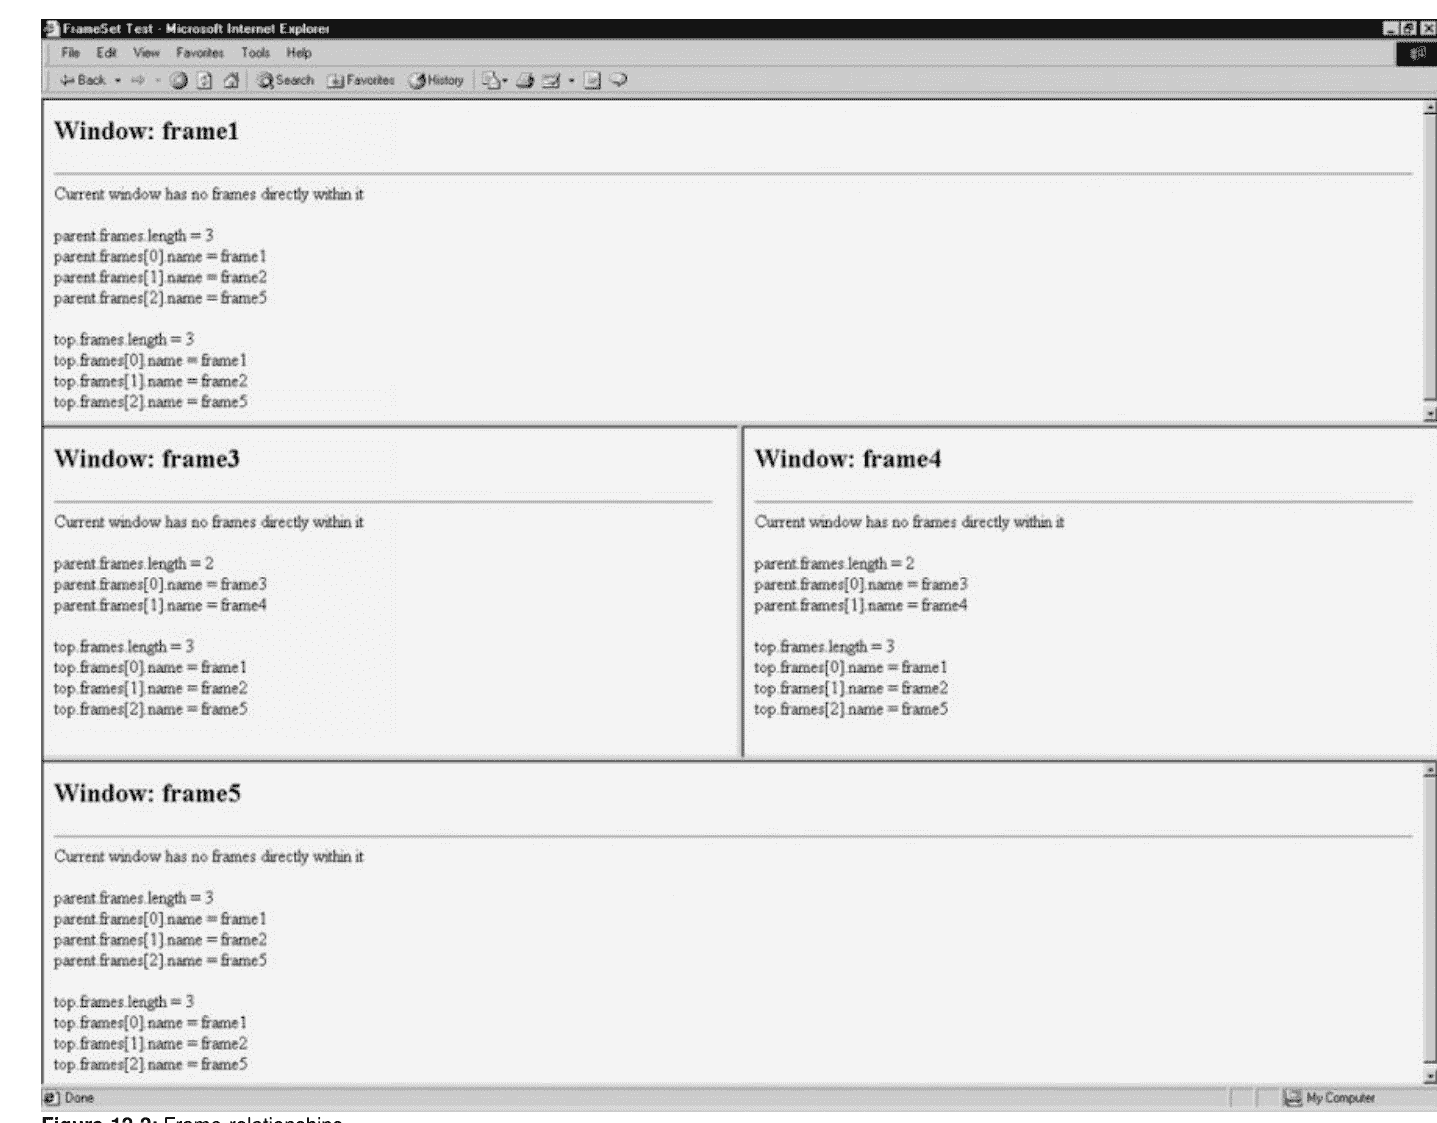 FrameSet Test - Microsoft Internet Explorer
File Edit View Favorites Tools Help
Back Search Favorites History
Window: frame1
Current window has no frames directly within it
parent.frames.length = 3
parent.frames[0].name = frame1
parent.frames[1].name = frame2
parent.frames[2].name = frame5
top.frames.length = 3
top.frames[0].name = frame1
top.frames[1].name = frame2
top.frames[2].name = frame5
Window: frame3
Current window has no frames directly within it
parent.frames.length = 2
parent.frames[0].name = frame3
parent.frames[1].name = frame4
top.frames.length = 3
top.frames[0].name = frame1
top.frames[1].name = frame2
top.frames[2].name = frame5
Window: frame4
Current window has no frames directly within it
parent.frames.length = 2
parent.frames[0].name = frame3
parent.frames[1].name = frame4
top.frames.length = 3
top.frames[0].name = frame1
top.frames[1].name = frame2
top.frames[2].name = frame5
Window: frame5
Current window has no frames directly within it
parent.frames.length = 3
parent.frames[0].name = frame1
parent.frames[1].name = frame2
parent.frames[2].name = frame5
top.frames.length = 3
top.frames[0].name = frame1
top.frames[1].name = frame2
top.frames[2].name = frame5
Done My Computer
Frame relationships